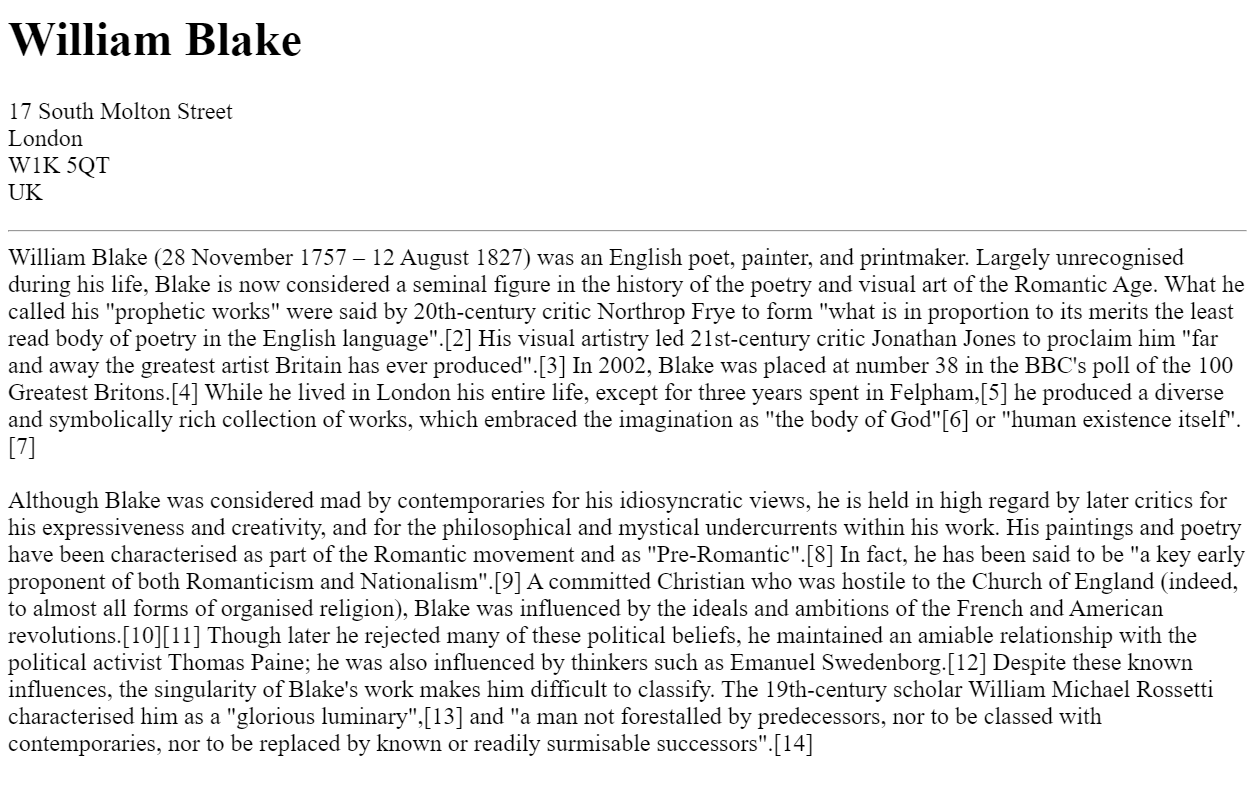 William Blake
17 South Molton Street
London
W1K 5QT
UK
William Blake (28 November 1757 – 12 August 1827) was an English poet, painter, and printmaker. Largely unrecognised
during his life, Blake is now considered a seminal figure in the history of the poetry and visual art of the Romantic Age. What he
called his "prophetic works" were said by 20th-century critic Northrop Frye to form "what is in proportion to its merits the least
read body of poetry in the English language".[2] His visual artistry led 21st-century critic Jonathan Jones to proclaim him "far
and away the greatest artist Britain has ever produced".[3] In 2002, Blake was placed at number 38 in the BBC's poll of the 100
Greatest Britons.[4] While he lived in London his entire life, except for three years spent in Felpham,[5] he produced a diverse
and symbolically rich collection of works, which embraced the imagination as "the body of God"[6] or "human existence itself".
[7]
Although Blake was considered mad by contemporaries for his idiosyncratic views, he is held in high regard by later critics for
his expressiveness and creativity, and for the philosophical and mystical undercurrents within his work. His paintings and poetry
have been characterised as part of the Romantic movement and as "Pre-Romantic".[8] In fact, he has been said to be "a key early
proponent of both Romanticism and Nationalism".[9] A committed Christian who was hostile to the Church of England (indeed,
to almost all forms of organised religion), Blake was influenced by the ideals and ambitions of the French and American
revolutions.[10][11] Though later he rejected many of these political beliefs, he maintained an amiable relationship with the
political activist Thomas Paine; he was also influenced by thinkers such as Emanuel Swedenborg.[12] Despite these known
influences, the singularity of Blake's work makes him difficult to classify. The 19th-century scholar William Michael Rossetti
characterised him as a "glorious luminary",[13] and "a man not forestalled by predecessors, nor to be classed with
contemporaries, nor to be replaced by known or readily surmisable successors".[14]